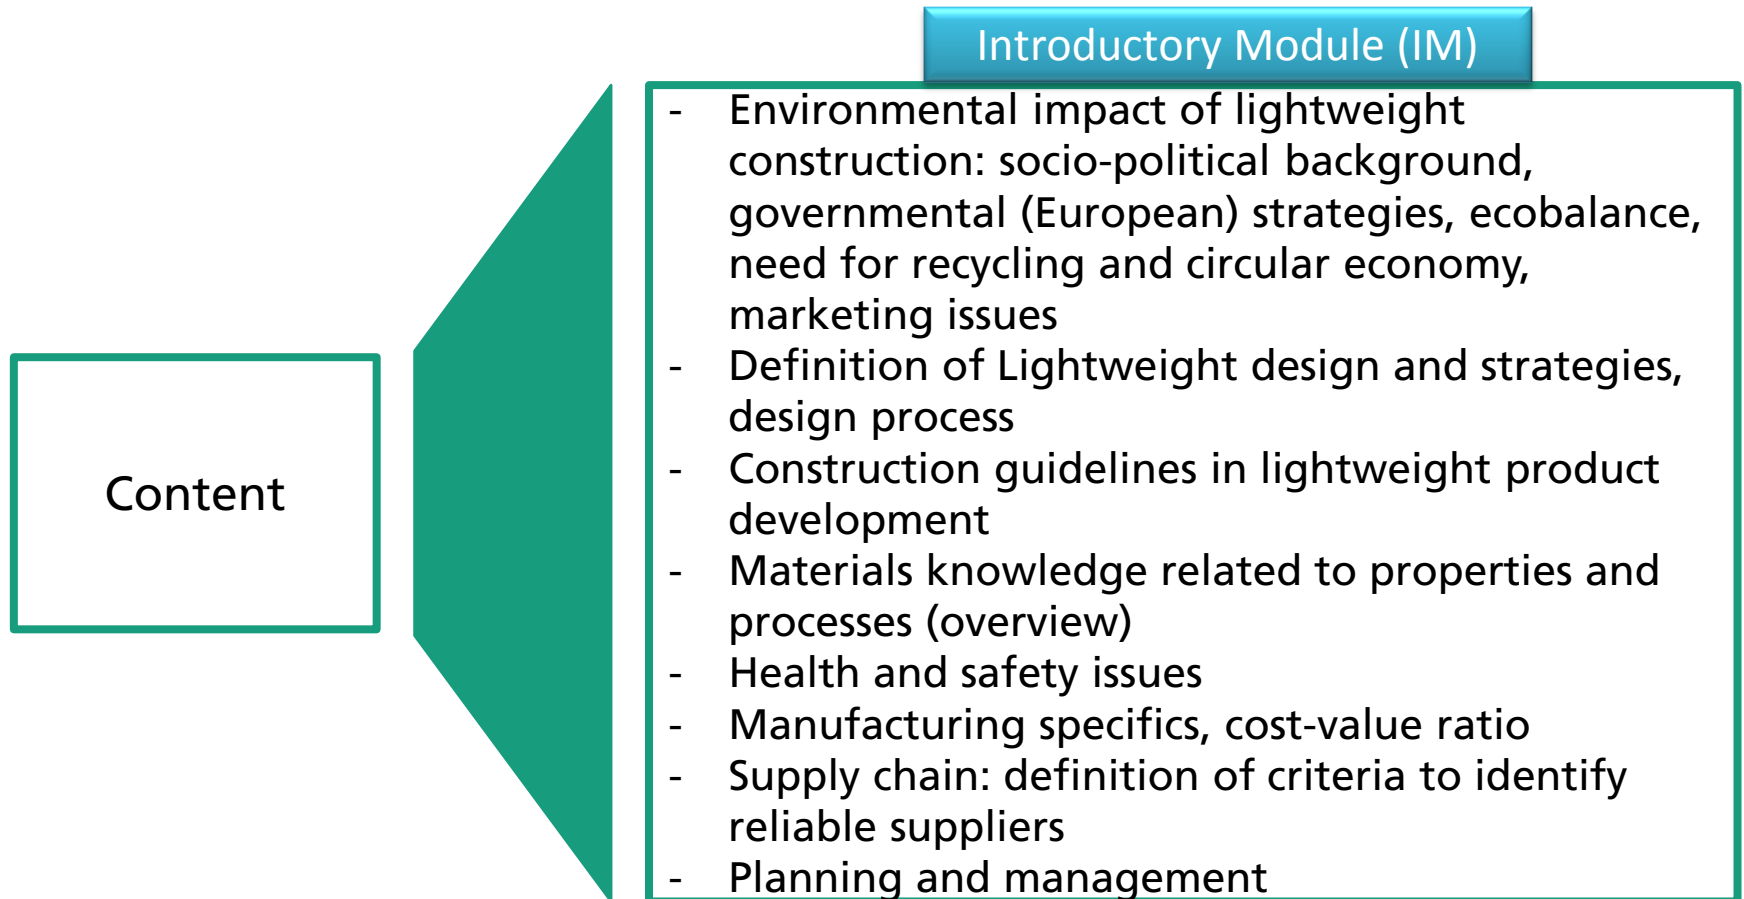 Introductory Module (IM)
Content
- Environmental impact of lightweight
construction: socio-political background,
governmental (European) strategies, ecobalance,
need for recycling and circular economy,
marketing issues
- Definition of Lightweight design and strategies,
design process
- Construction guidelines in lightweight product
development
- Materials knowledge related to properties and
processes (overview)
- Health and safety issues
- Manufacturing specifics, cost-value ratio
- Supply chain: definition of criteria to identify
reliable suppliers
- Planning and management